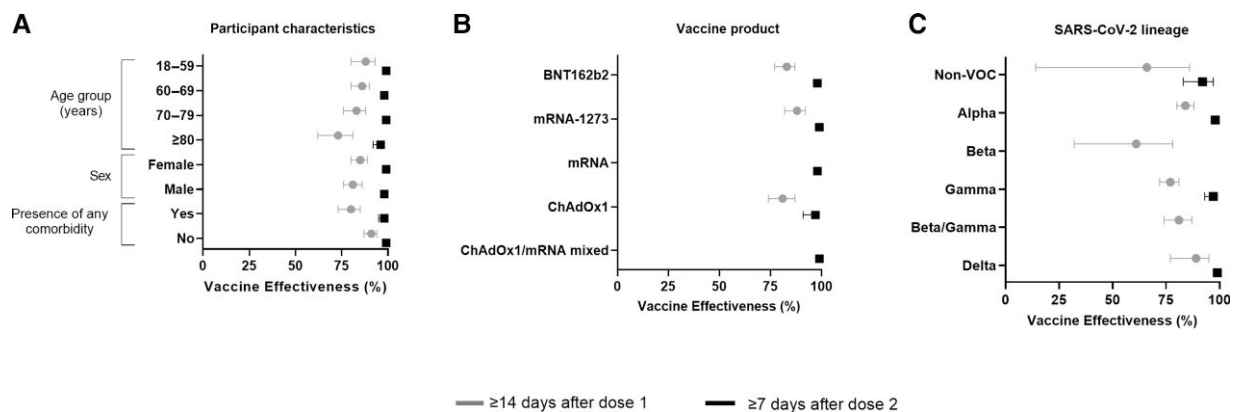 A
Participant characteristics
Age group
(years)
18–59
60–69
70–79
≥80
Sex
Female
Male
Presence of any
comorbidity
Yes
No
0 25 50 75 100
Vaccine Effectiveness (%)
B
Vaccine product
BNT162b2
mRNA-1273
mRNA
ChAdOx1
ChAdOx1/mRNA mixed
0 25 50 75 100
Vaccine Effectiveness (%)
C
SARS-CoV-2 lineage
Non-VOC
Alpha
Beta
Gamma
Beta/Gamma
Delta
0 25 50 75 100
Vaccine Effectiveness (%)
≥14 days after dose 1 ≥7 days after dose 2